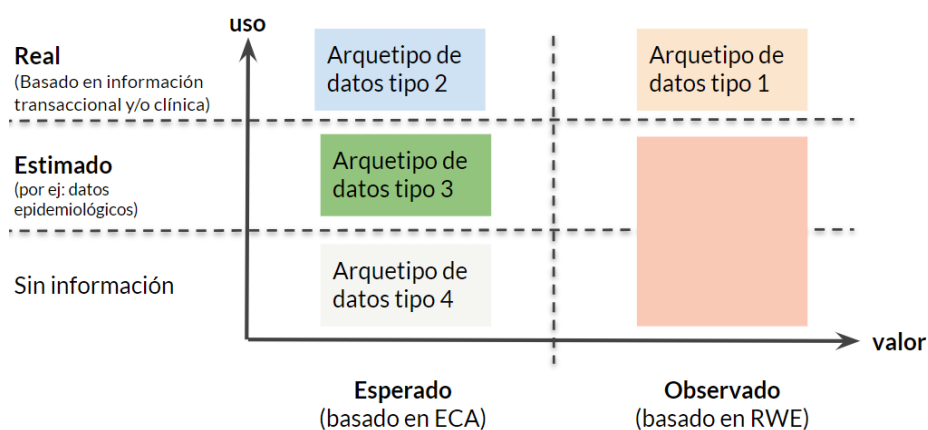 uso
Real
(Basado en información
transaccional y/o clínica)
Arquetipo de
datos tipo 2
Arquetipo de
datos tipo 1
Estimado
(por ej: datos
epidemiológicos)
Arquetipo de
datos tipo 3
Sin información
Arquetipo de
datos tipo 4
valor
Esperado
(basado en ECA)
Observado
(basado en RWE)